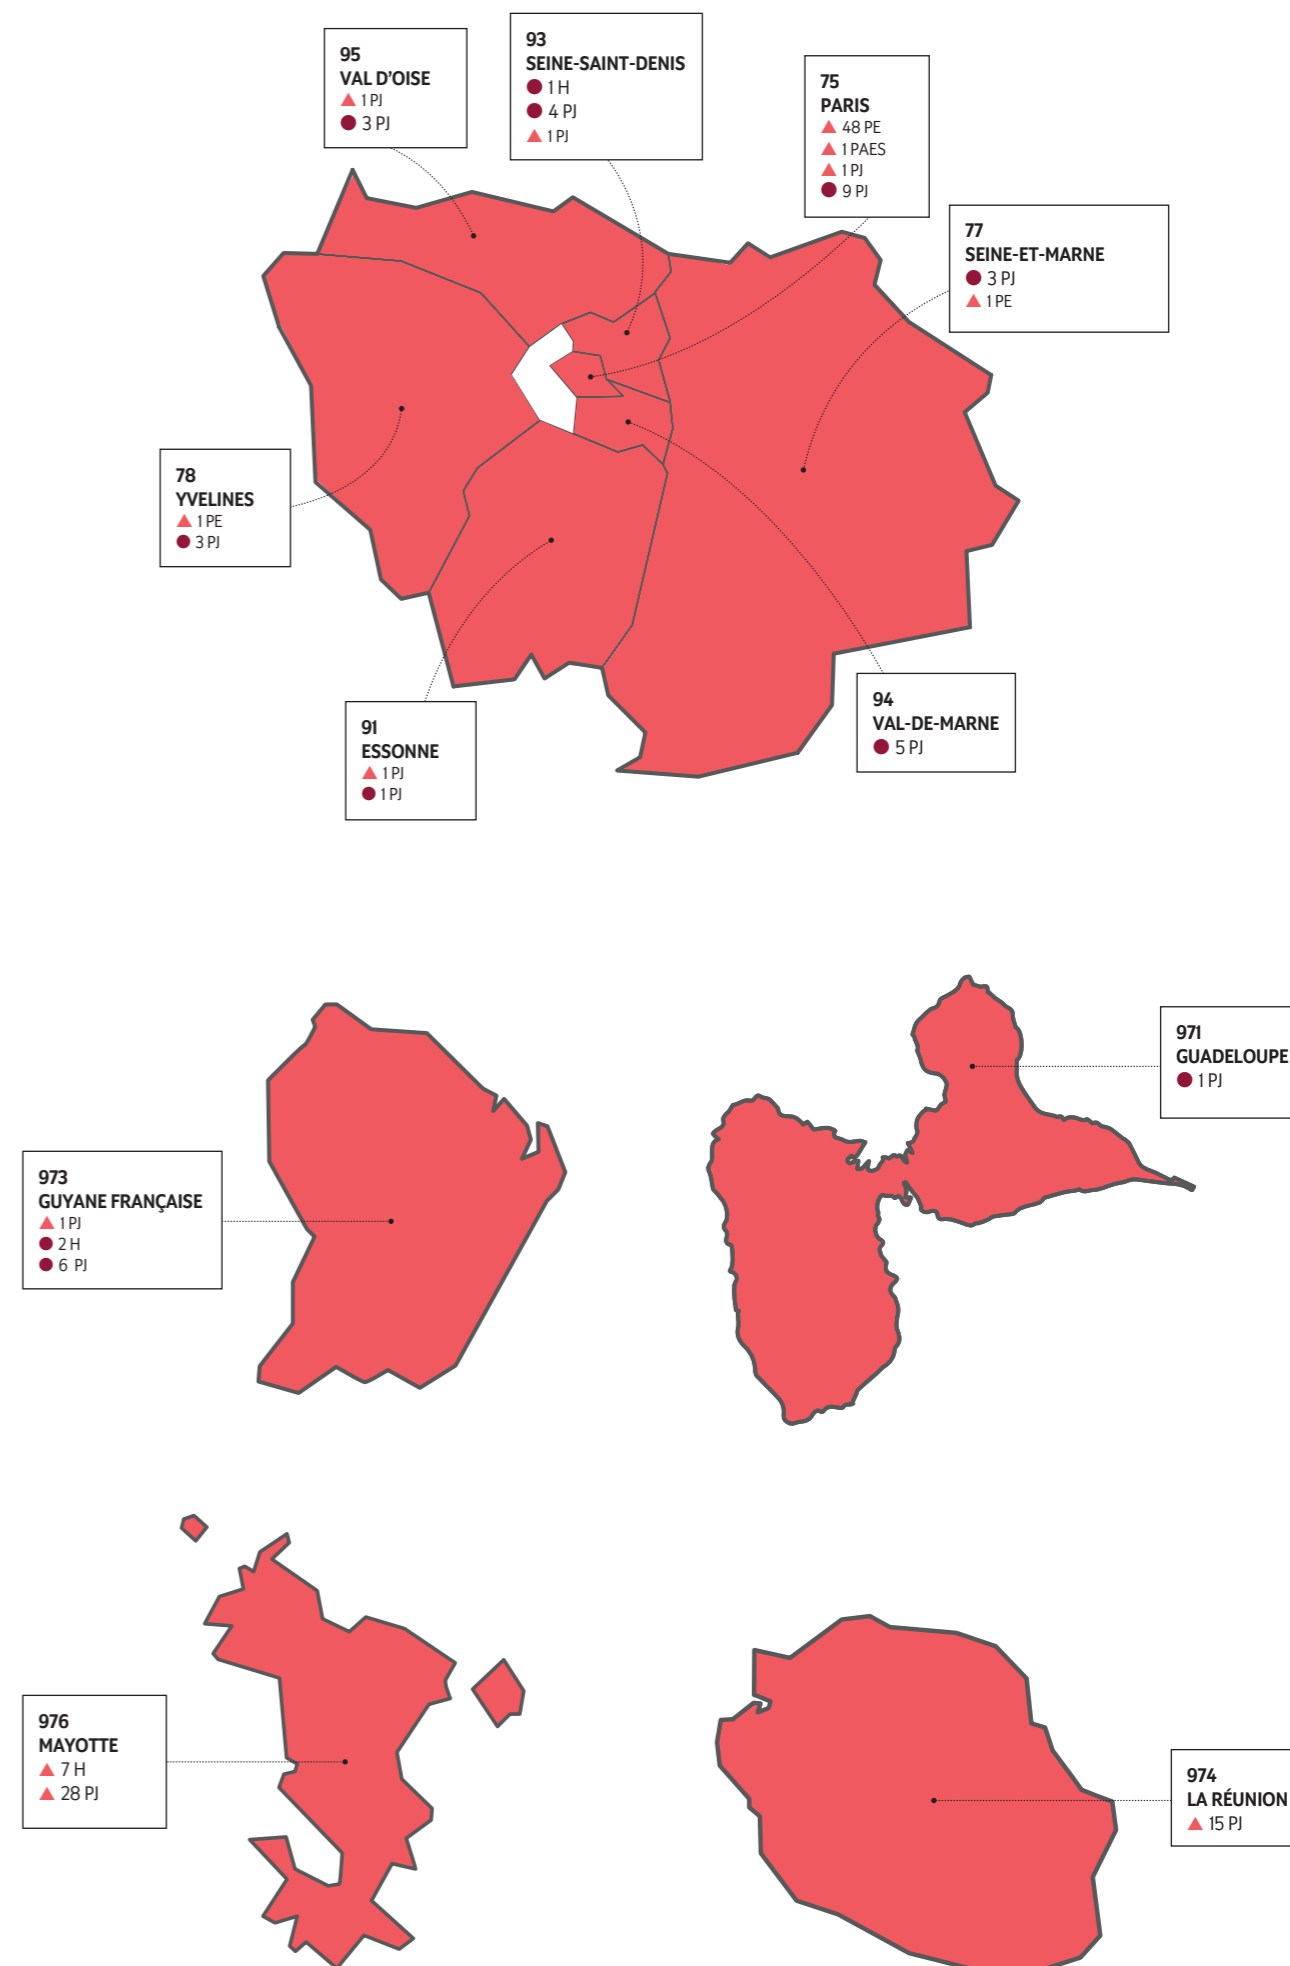 95
VAL D'OISE
1 PJ
3 PJ
93
SEINE-SAINT-DENIS
1 H
4 PJ
1 PJ
75
PARIS
48 PE
1 PAES
1 PJ
9 PJ
77
SEINE-ET-MARNE
3 PJ
1 PE
78
YVELINES
1 PE
3 PJ
91
ESSONNE
1 PJ
1 PJ
94
VAL-DE-MARNE
5 PJ
971
GUADELOUPE
1 PJ
973
GUYANE FRANÇAISE
1 PJ
2 H
6 PJ
976
MAYOTTE
7 H
28 PJ
974
LA RÉUNION
15 PJ